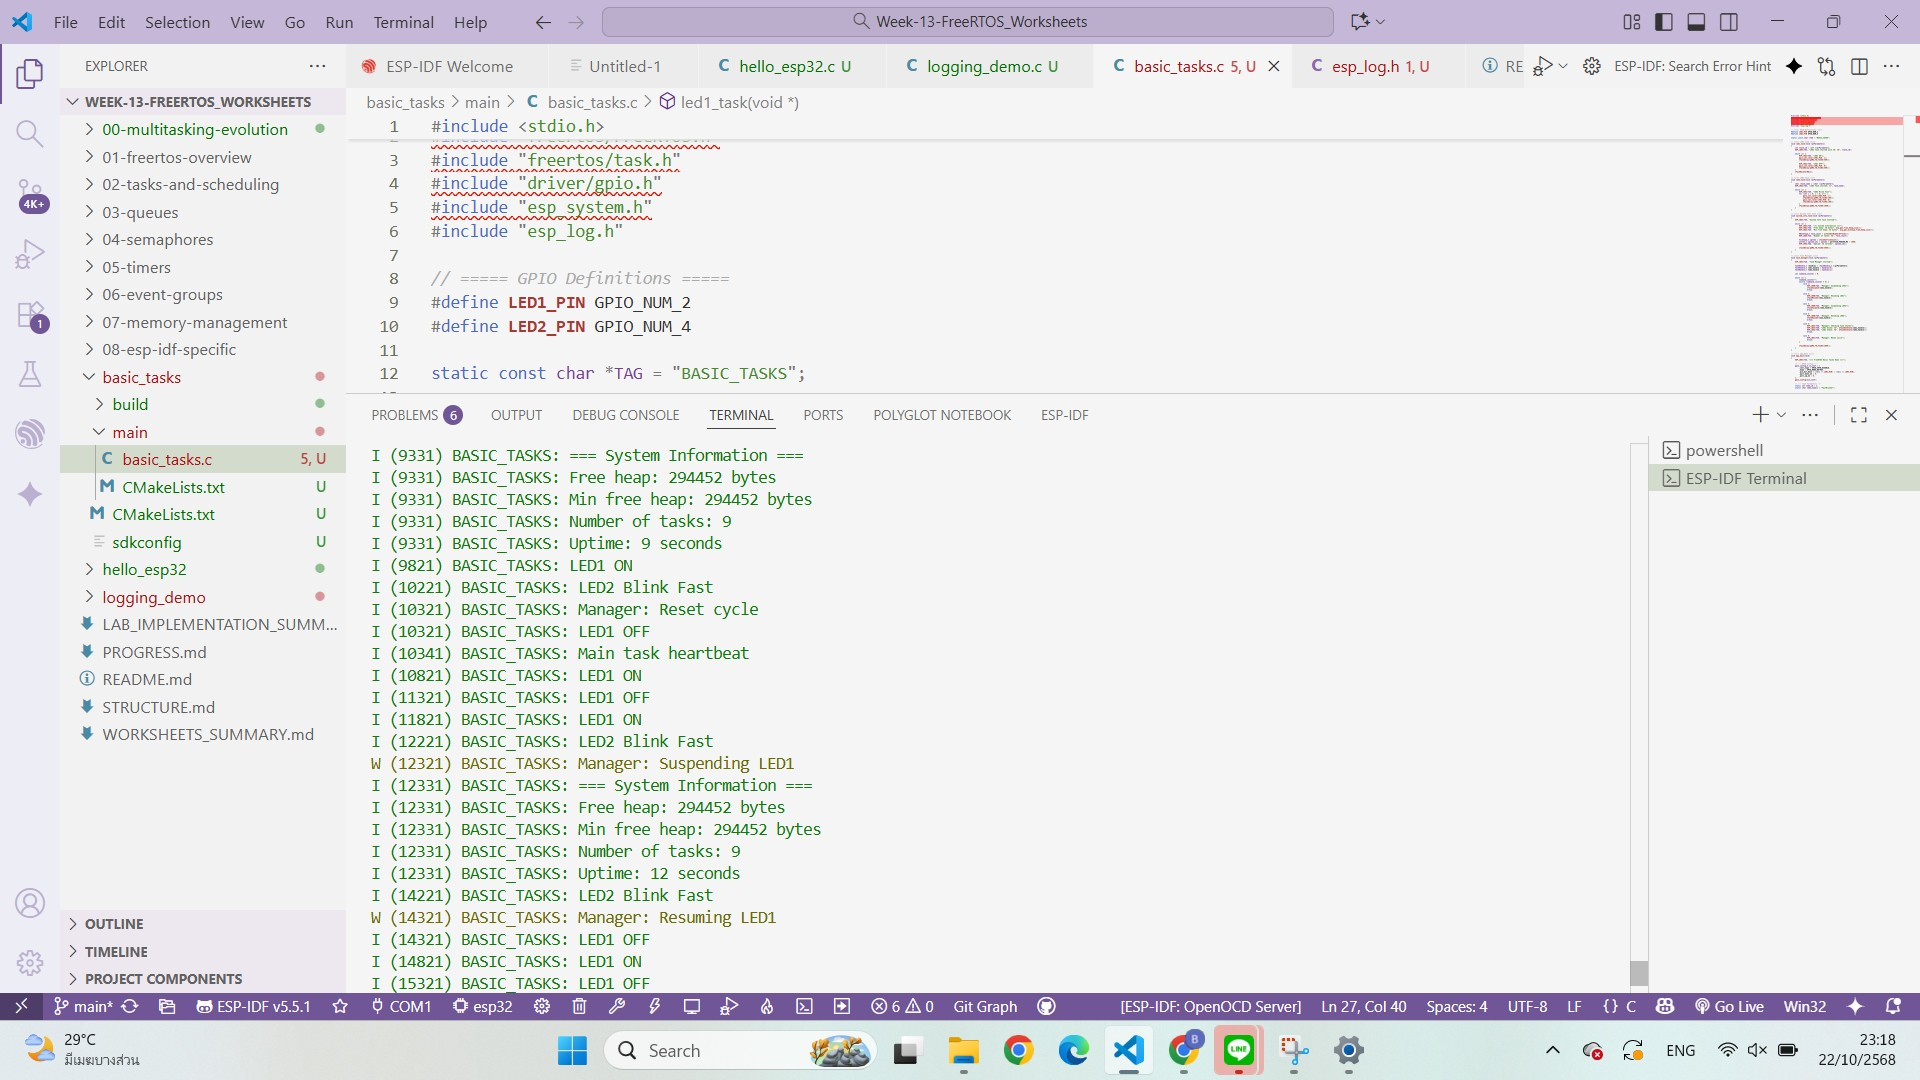 File Edit Selection View Go Run Terminal Help
Week-13-FreeRTOS_Worksheets
EXPLORER
WEEK-13-FREERTOS_WORKSHEETS
00-multitasking-evolution
01-freertos-overview
02-tasks-and-scheduling
4K+
03-queues
04-semaphores
05-timers
06-event-groups
1
07-memory-management
08-esp-idf-specific
basic_tasks
build
main
basic_tasks.c 5, U
CMakeLists.txt U
CMakeLists.txt U
sdkconfig U
hello_esp32
logging_demo
LAB_IMPLEMENTATION_SUMM...
PROGRESS.md
README.md
STRUCTURE.md
WORKSHEETS_SUMMARY.md
OUTLINE
TIMELINE
PROJECT COMPONENTS
ESP-IDF Welcome Untitled-1 C hello_esp32.c U C logging_demo.c U C basic_tasks.c 5, U C esp_log.h 1, U RE ESP-IDF: Search Error Hint
basic_tasks > main > C basic_tasks.c > led1_task(void *)
1 #include <stdio.h>
3 #include "freertos/task.h"
4 #include "driver/gpio.h"
5 #include "esp_system.h"
6 #include "esp_log.h"
7
8 // ===== GPIO Definitions =====
9 #define LED1_PIN GPIO_NUM_2
10 #define LED2_PIN GPIO_NUM_4
11
12 static const char *TAG = "BASIC_TASKS";
PROBLEMS 6 OUTPUT DEBUG CONSOLE TERMINAL PORTS POLYGLOT NOTEBOOK ESP-IDF
I (9331) BASIC_TASKS: === System Information ===
I (9331) BASIC_TASKS: Free heap: 294452 bytes
I (9331) BASIC_TASKS: Min free heap: 294452 bytes
I (9331) BASIC_TASKS: Number of tasks: 9
I (9331) BASIC_TASKS: Uptime: 9 seconds
I (9821) BASIC_TASKS: LED1 ON
I (10221) BASIC_TASKS: LED2 Blink Fast
I (10321) BASIC_TASKS: Manager: Reset cycle
I (10321) BASIC_TASKS: LED1 OFF
I (10341) BASIC_TASKS: Main task heartbeat
I (10821) BASIC_TASKS: LED1 ON
I (11321) BASIC_TASKS: LED1 OFF
I (11821) BASIC_TASKS: LED1 ON
I (12221) BASIC_TASKS: LED2 Blink Fast
W (12321) BASIC_TASKS: Manager: Suspending LED1
I (12331) BASIC_TASKS: === System Information ===
I (12331) BASIC_TASKS: Free heap: 294452 bytes
I (12331) BASIC_TASKS: Min free heap: 294452 bytes
I (12331) BASIC_TASKS: Number of tasks: 9
I (12331) BASIC_TASKS: Uptime: 12 seconds
I (14221) BASIC_TASKS: LED2 Blink Fast
W (14321) BASIC_TASKS: Manager: Resuming LED1
I (14321) BASIC_TASKS: LED1 OFF
I (14821) BASIC_TASKS: LED1 ON
I (15321) BASIC_TASKS: LED1 OFF
powershell
ESP-IDF Terminal
main* ESP-IDF v5.5.1 COM1 esp32 6 0 Git Graph [ESP-IDF: OpenOCD Server] Ln 27, Col 40 Spaces: 4 UTF-8 LF {} C Go Live Win32
29°C
มีเมฆบางส่วน
Search
B
LINE
ENG
23:18
22/10/2568